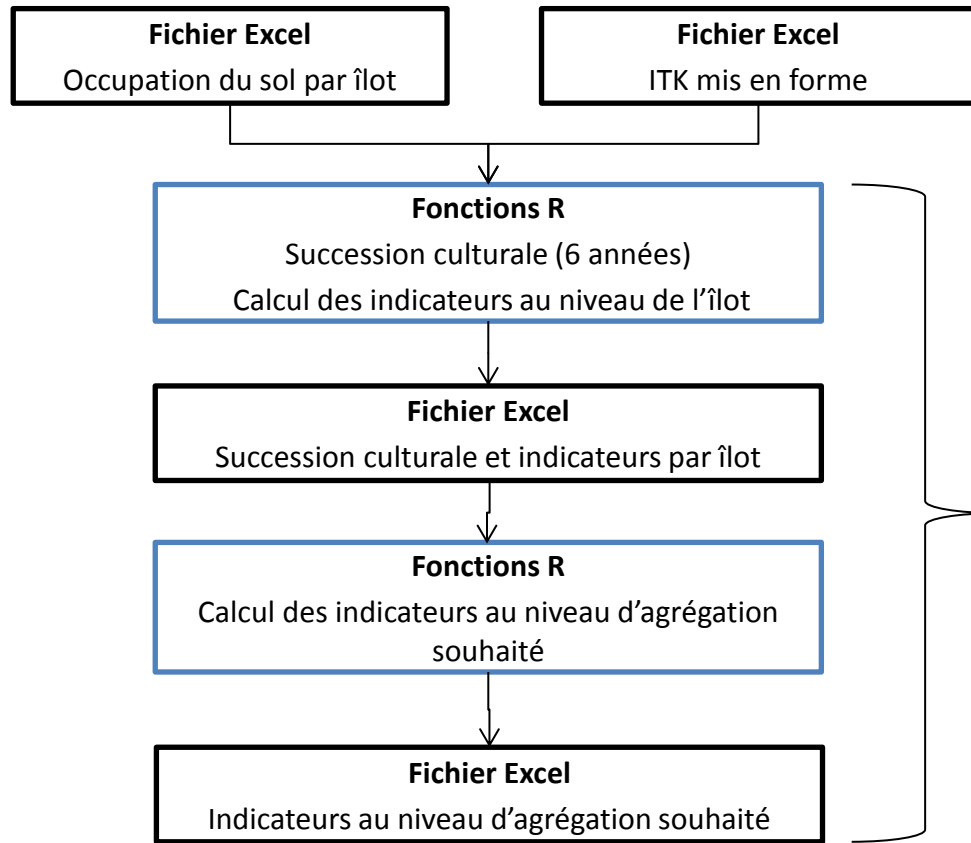 Fichier Excel
Occupation du sol par îlot
Fichier Excel
ITK mis en forme
Fonctions R
Succession culturale (6 années)
Calcul des indicateurs au niveau de l’îlot
Fichier Excel
Succession culturale et indicateurs par îlot
Fonctions R
Calcul des indicateurs au niveau d’agrégation
souhaité
Fichier Excel
Indicateurs au niveau d’agrégation souhaité